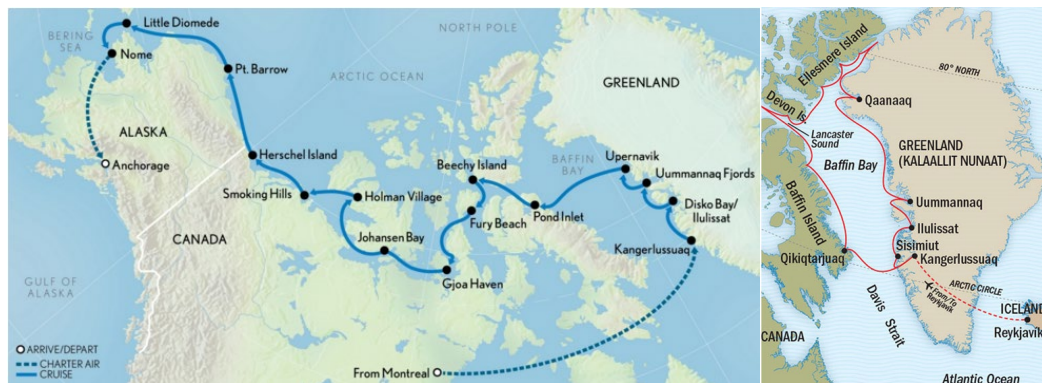 Little Diomede
BERING
SEA
Nome
NORTH POLE
Pt. Barrow
ARCTIC OCEAN
GREENLAND
ALASKA
Anchorage
Herschel Island
Beechy Island
BAFFIN
BAY
Upernavik
Uummannaq Fjords
Smoking Hills
Holman Village
Fury Beach
Pond Inlet
Disko Bay/
Ilulissat
CANADA
Johansen Bay
Kangerlussuaq
Gjoa Haven
GULF OF
ALASKA
ARRIVE/DEPART
CHARTER AIR
CRUISE
From Montreal
Ellesmere Island
80° NORTH
Devon Is.
Qaanaaq
Lancaster
Sound
GREENLAND
(KALAALLIT NUNAAT)
Baffin Bay
Baffin Island
Uummannaq
Ilulissat
Sisimiut
Qikiqtarjuaq
Kangerlussuaq
From/To
Reykjavik
ARCTIC CIRCLE
ICELAND
Reykjavik
Davis Strait
CANADA
Atlantic Ocean